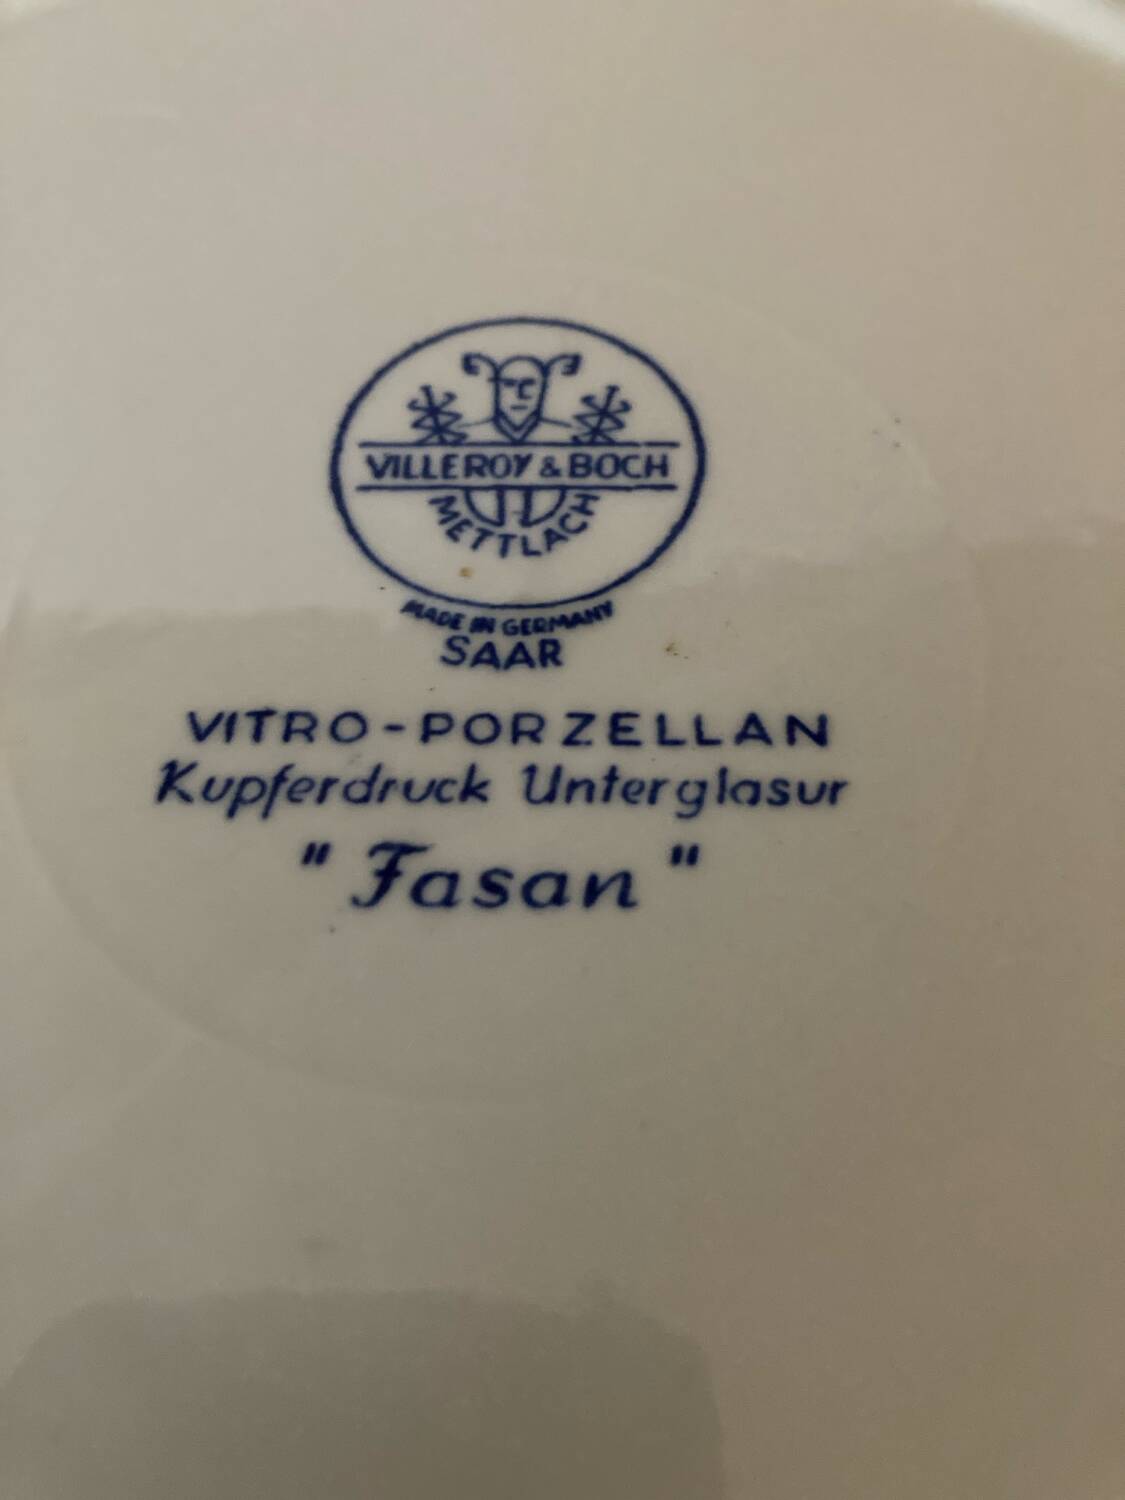 VILLEROY & BOCH
METTLACH
MADE IN GERMANY
SAAR
VITRO-PORZELLAN
Kupferdruck Unterglasur
"Fasan"